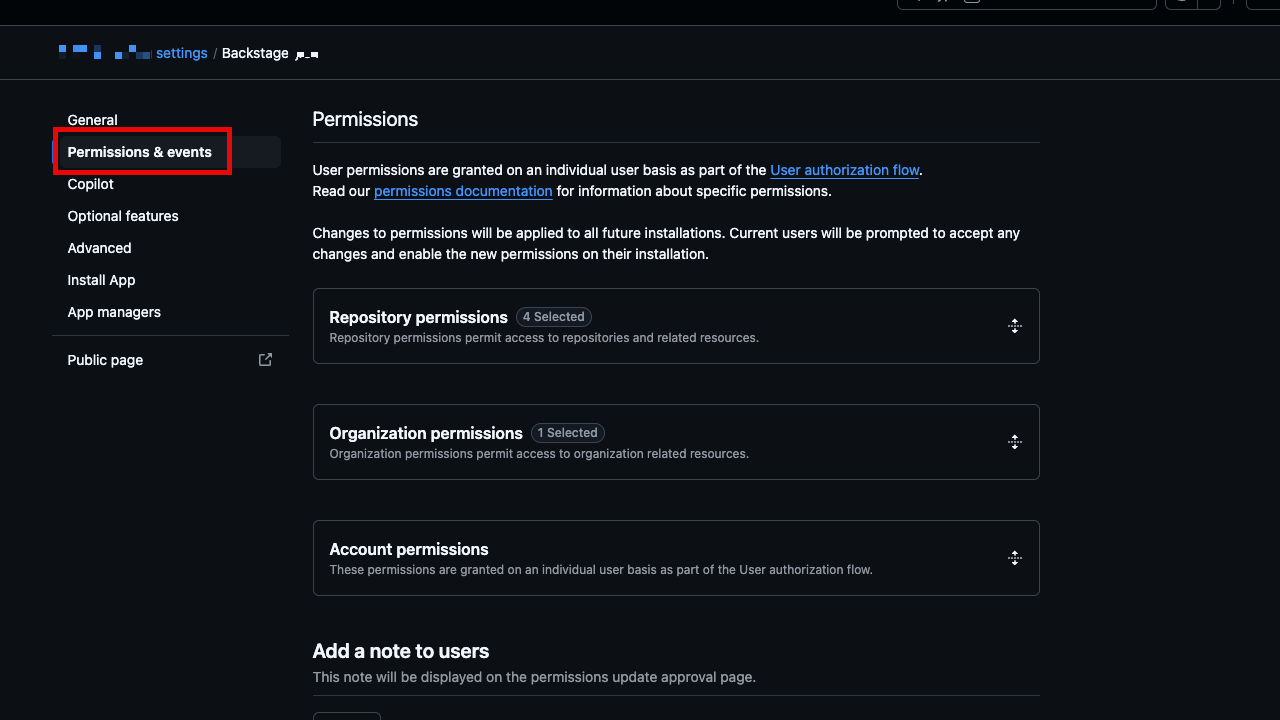 settings / Backstage
General
Permissions & events
Copilot
Optional features
Advanced
Install App
App managers
Public page
Permissions
User permissions are granted on an individual user basis as part of the User authorization flow.
Read our permissions documentation for information about specific permissions.
Changes to permissions will be applied to all future installations. Current users will be prompted to accept any
changes and enable the new permissions on their installation.
Repository permissions 4 Selected
Repository permissions permit access to repositories and related resources.
Organization permissions 1 Selected
Organization permissions permit access to organization related resources.
Account permissions
These permissions are granted on an individual user basis as part of the User authorization flow.
Add a note to users
This note will be displayed on the permissions update approval page.